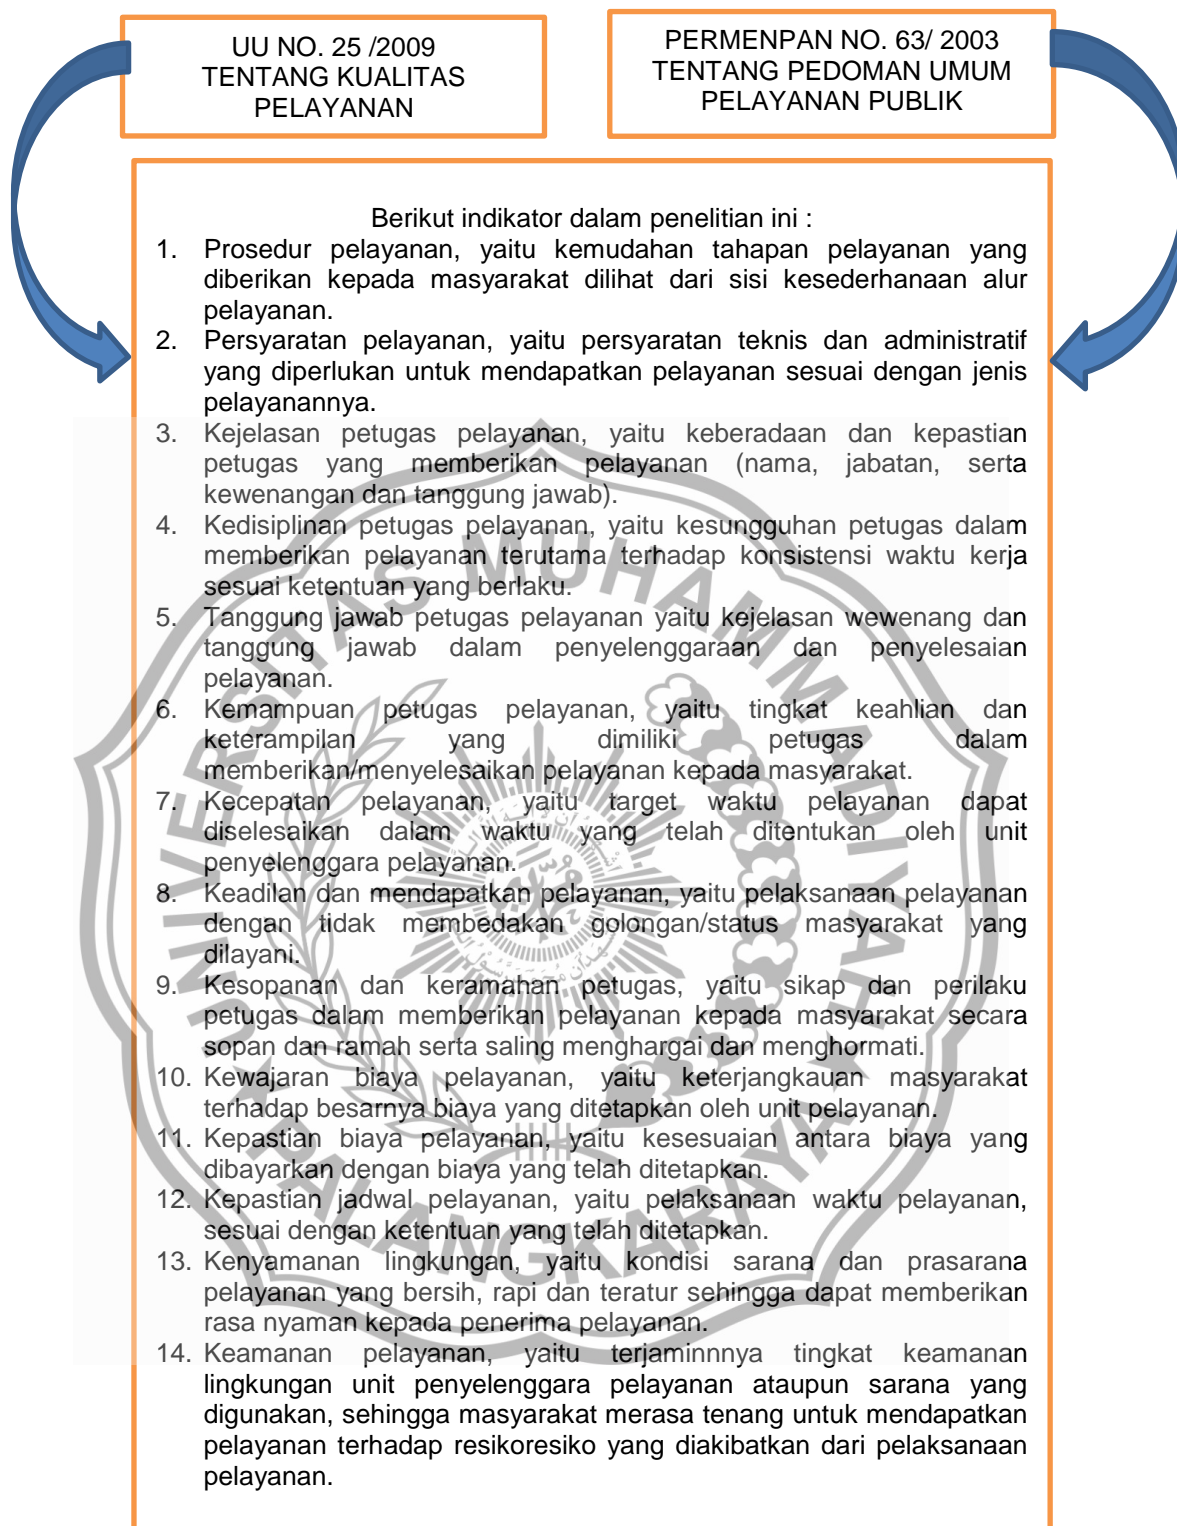 UU NO. 25 /2009
TENTANG KUALITAS
PELAYANAN
PERMENPAN NO. 63/ 2003
TENTANG PEDOMAN UMUM
PELAYANAN PUBLIK
Berikut indikator dalam penelitian ini :
1. Prosedur pelayanan, yaitu kemudahan tahapan pelayanan yang
diberikan kepada masyarakat dilihat dari sisi kesederhanaan alur
pelayanan.
2. Persyaratan pelayanan, yaitu persyaratan teknis dan administratif
yang diperlukan untuk mendapatkan pelayanan sesuai dengan jenis
pelayanannya.
3. Kejelasan petugas pelayanan, yaitu keberadaan dan kepastian
petugas yang memberikan pelayanan (nama, jabatan, serta
kewenangan dan tanggung jawab).
4. Kedisiplinan petugas pelayanan, yaitu kesungguhan petugas dalam
memberikan pelayanan terutama terhadap konsistensi waktu kerja
sesuai ketentuan yang berlaku.
5. Tanggung jawab petugas pelayanan yaitu kejelasan wewenang dan
tanggung jawab dalam penyelenggaraan dan penyelesaian
pelayanan.
6. Kemampuan petugas pelayanan, yaitu tingkat keahlian dan
keterampilan yang dimiliki petugas dalam
memberikan/menyelesaikan pelayanan kepada masyarakat.
7. Kecepatan pelayanan, yaitu target waktu pelayanan dapat
diselesaikan dalam waktu yang telah ditentukan oleh unit
penyelenggara pelayanan.
8. Keadilan dan mendapatkan pelayanan, yaitu pelaksanaan pelayanan
dengan tidak membedakan golongan/status masyarakat yang
dilayani.
9. Kesopanan dan keramahan petugas, yaitu sikap dan perilaku
petugas dalam memberikan pelayanan kepada masyarakat secara
sopan dan ramah serta saling menghargai dan menghormati.
10. Kewajaran biaya pelayanan, yaitu keterjangkauan masyarakat
terhadap besarnya biaya yang ditetapkan oleh unit pelayanan.
11. Kepastian biaya pelayanan, yaitu kesesuaian antara biaya yang
dibayarkan dengan biaya yang telah ditetapkan.
12. Kepastian jadwal pelayanan, yaitu pelaksanaan waktu pelayanan,
sesuai dengan ketentuan yang telah ditetapkan.
13. Kenyamanan lingkungan, yaitu kondisi sarana dan prasarana
pelayanan yang bersih, rapi dan teratur sehingga dapat memberikan
rasa nyaman kepada penerima pelayanan.
14. Keamanan pelayanan, yaitu terjaminnnya tingkat keamanan
lingkungan unit penyelenggara pelayanan ataupun sarana yang
digunakan, sehingga masyarakat merasa tenang untuk mendapatkan
pelayanan terhadap resikoresiko yang diakibatkan dari pelaksanaan
pelayanan.
UNIVERSITAS MUHAMMADIYAH
PALANGKARAYA